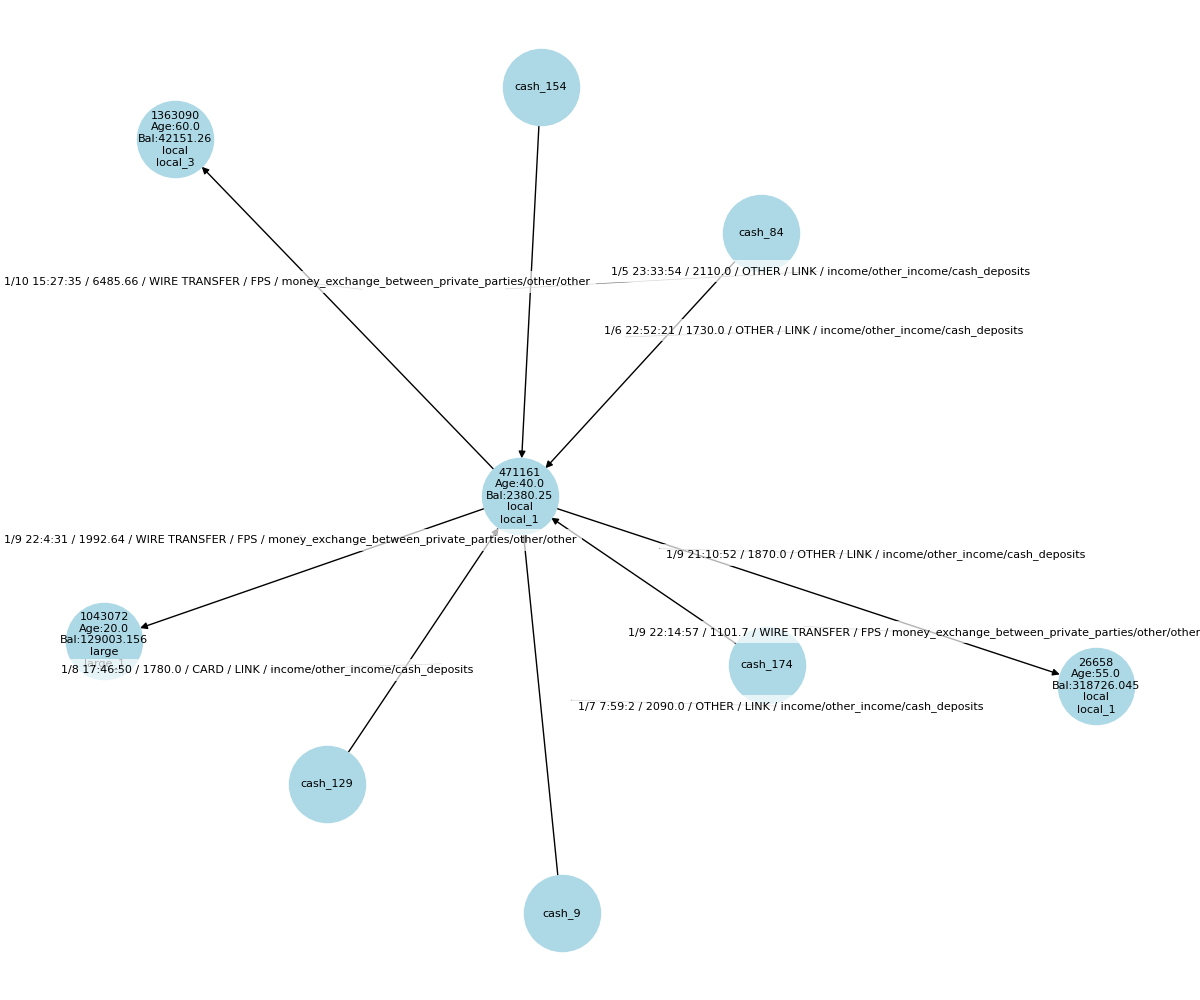 cash_154
1363090
Age:60.0
Bal:42151.26
local
local_3
cash_84
1/5 23:33:54 / 2110.0 / OTHER / LINK / income/other_income/cash_deposits
1/10 15:27:35 / 6485.66 / WIRE TRANSFER / FPS / money_exchange_between_private_parties/other/other
1/6 22:52:21 / 1730.0 / OTHER / LINK / income/other_income/cash_deposits
471161
Age:40.0
Bal:2380.25
local
local_1
1/9 22:4:31 / 1992.64 / WIRE TRANSFER / FPS / money_exchange_between_private_parties/other/other
1/9 21:10:52 / 1870.0 / OTHER / LINK / income/other_income/cash_deposits
1043072
Age:20.0
Bal:129003.156
large
large_1
1/9 22:14:57 / 1101.7 / WIRE TRANSFER / FPS / money_exchange_between_private_parties/other/other
1/8 17:46:50 / 1780.0 / CARD / LINK / income/other_income/cash_deposits
cash_174
26658
Age:55.0
Bal:318726.045
local
local_1
1/7 7:59:2 / 2090.0 / OTHER / LINK / income/other_income/cash_deposits
cash_129
cash_9